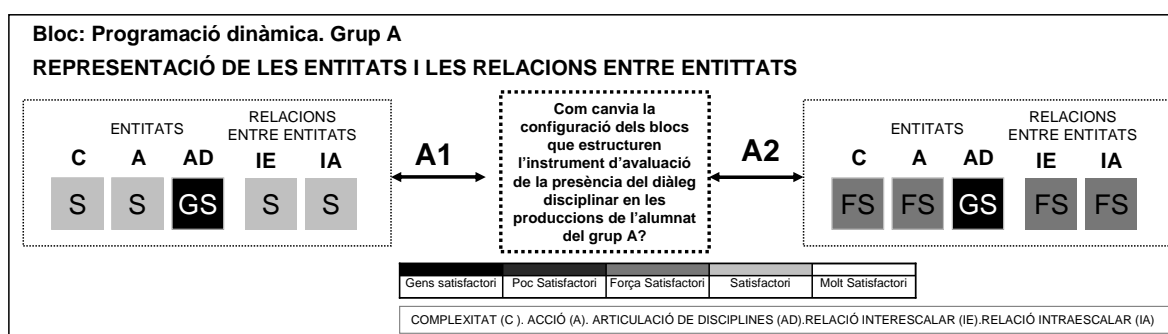 Bloc: Programació dinàmica. Grup A
REPRESENTACIÓ DE LES ENTITATS I LES RELACIONS ENTRE ENTITTATS
ENTITATS
RELACIONS
ENTRE ENTITATS
C A AD IE IA
S S GS S S
A1
Com canvia la
configuració dels blocs
que estructuren
l'instrument d'avaluació
de la presència del diàleg
disciplinar en les
produccions de l'alumnat
del grup A?
A2
ENTITATS
RELACIONS
ENTRE ENTITATS
C A AD IE IA
FS FS GS FS FS
Gens satisfactori Poc Satisfactori Força Satisfactori Satisfactori Molt Satisfactori
COMPLEXITAT (C ). ACCIÓ (A). ARTICULACIÓ DE DISCIPLINES (AD).RELACIÓ INTERESCALAR (IE).RELACIÓ INTRAESCALAR (IA)